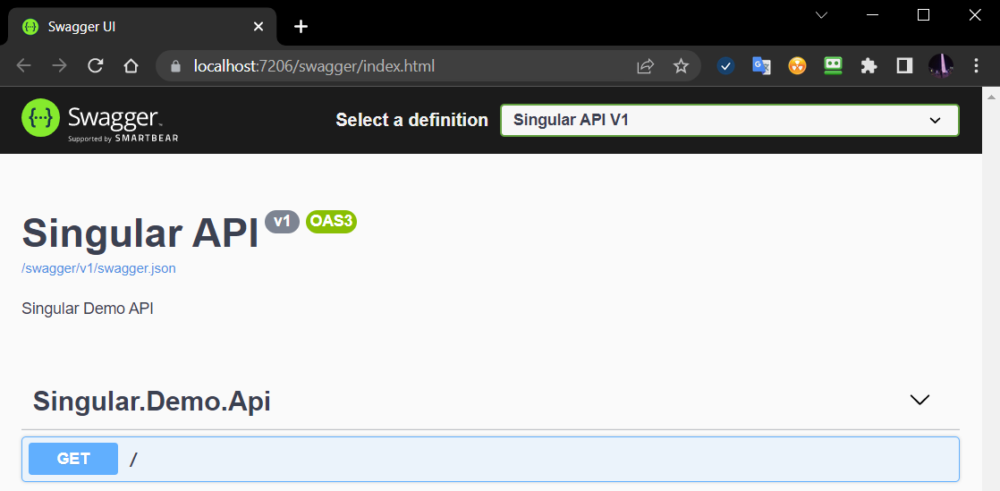 Swagger UI
localhost:7206/swagger/index.html
Swagger
Supported by SMARTBEAR
Select a definition
Singular API V1
Singular API v1 OAS3
/swagger/v1/swagger.json
Singular Demo API
Singular.Demo.Api
GET /